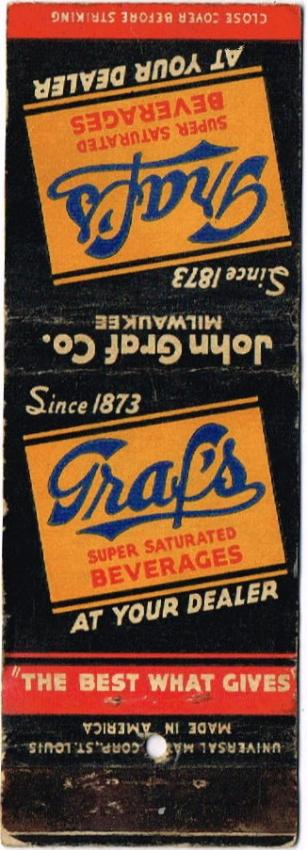 CLOSE COVER BEFORE STRIKING
AT YOUR DEALER
BEVERAGES
SUPER SATURATED
Graf's
Since 1873
MILWAUKEE
John Graf Co.
Since 1873
Graf's
SUPER SATURATED
BEVERAGES
AT YOUR DEALER
"THE BEST WHAT GIVES
MADE IN AMERICA
UNIVERSAL MATCH CORP., ST. LOUIS